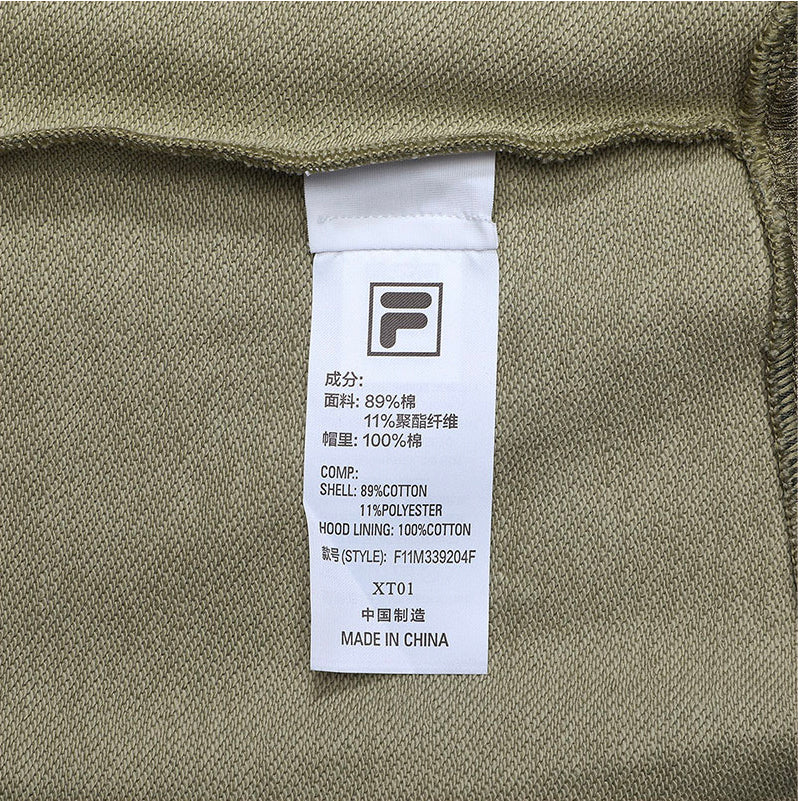 F
成分:
面料: 89%棉
11%聚酯纤维
帽里: 100%棉
COMP.:
SHELL: 89%COTTON
11%POLYESTER
HOOD LINING: 100%COTTON
款号(STYLE): F11M339204F
XT01
中国制造
MADE IN CHINA